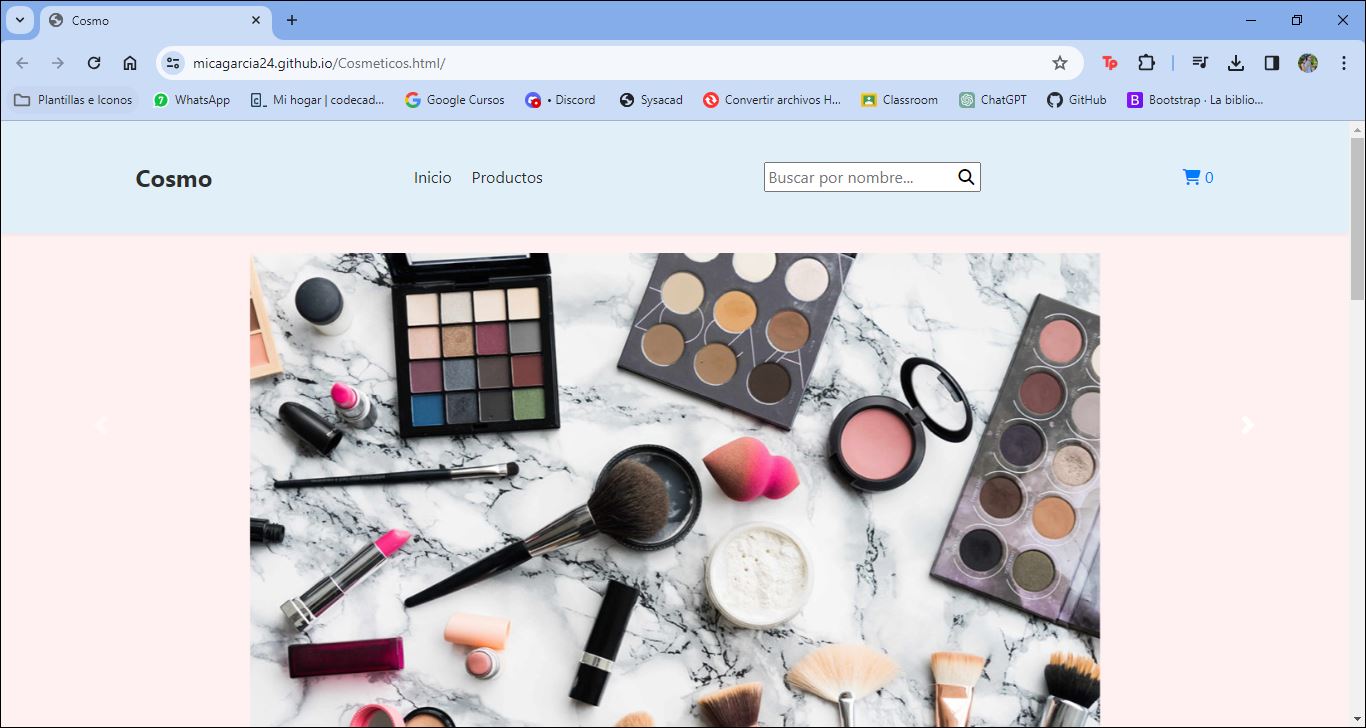 Cosmo
micagarcia24.github.io/Cosmeticos.html/
Plantillas e Iconos WhatsApp Mi hogar | codecad... Google Cursos • Discord Sysacad Convertir archivos H... Classroom ChatGPT GitHub Bootstrap · La biblio...
Cosmo Inicio Productos Buscar por nombre... 0